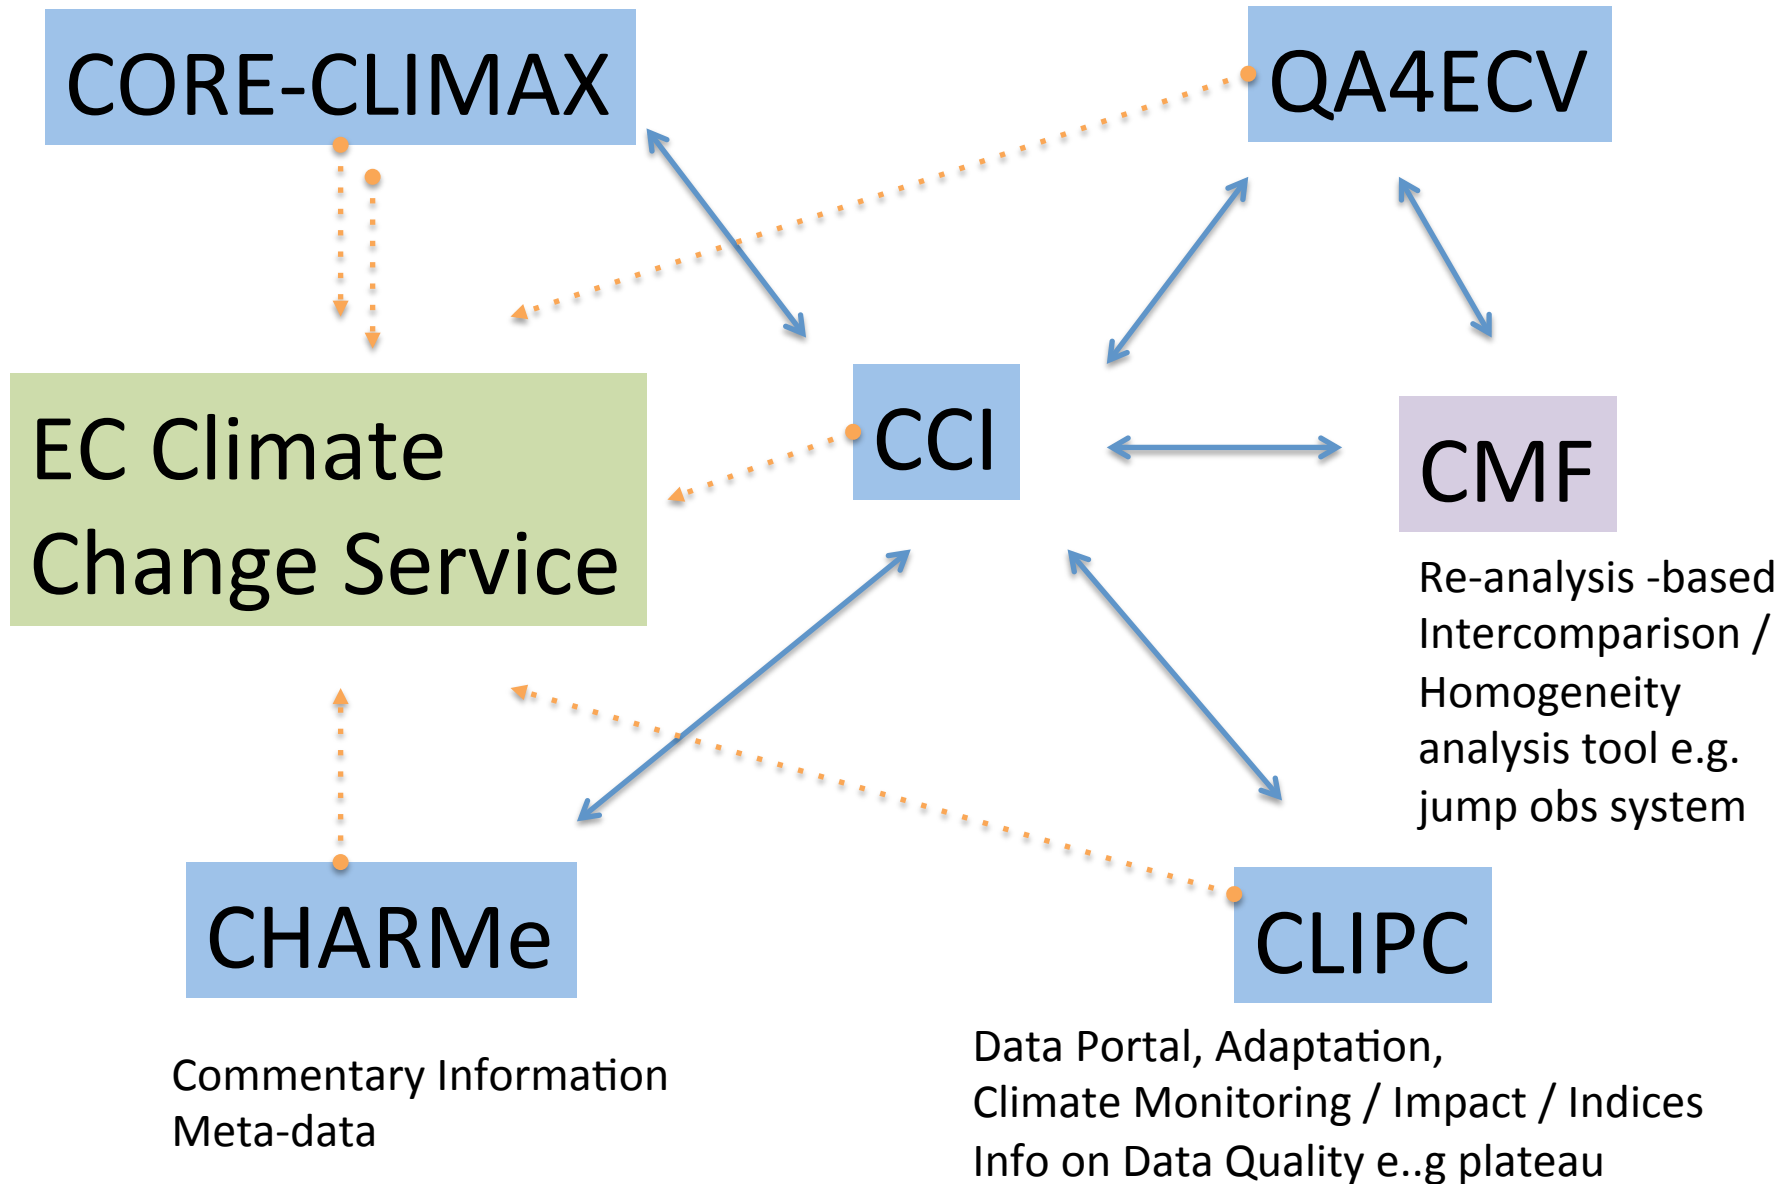 CORE-CLIMAX
QA4ECV
EC Climate
Change Service
CCI
CMF
Re-analysis -based
Intercomparison /
Homogeneity
analysis tool e.g.
jump obs system
CHARMe
Commentary Information
Meta-data
CLIPC
Data Portal, Adaptation,
Climate Monitoring / Impact / Indices
Info on Data Quality e..g plateau